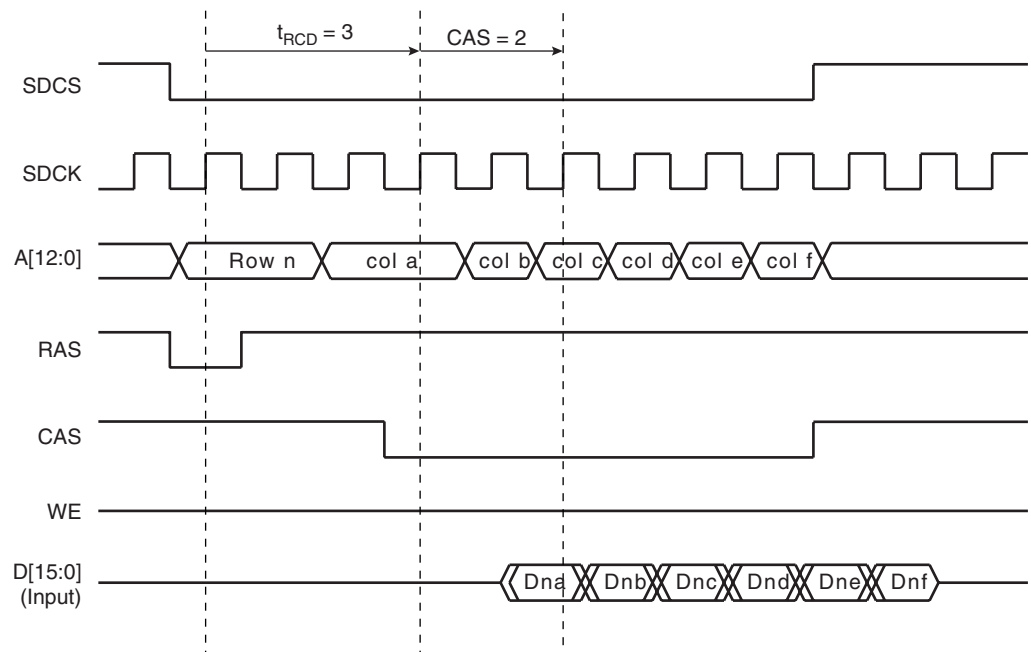 tRCD = 3
CAS = 2
SDCS
SDCK
A[12:0]
Row n
col a
col b
col c
col d
col e
col f
RAS
CAS
WE
D[15:0]
(Input)
Dna
Dnb
Dnc
Dnd
Dne
Dnf